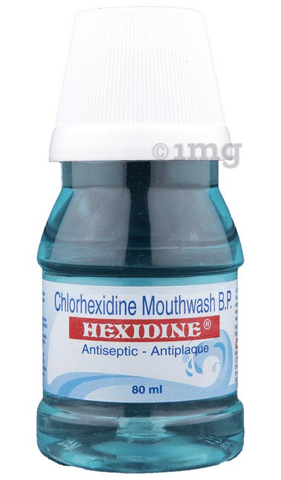 ©1mg
Chlorhexidine Mouthwash B.P.
HEXIDINE®
Antiseptic - Antiplaque
80 ml